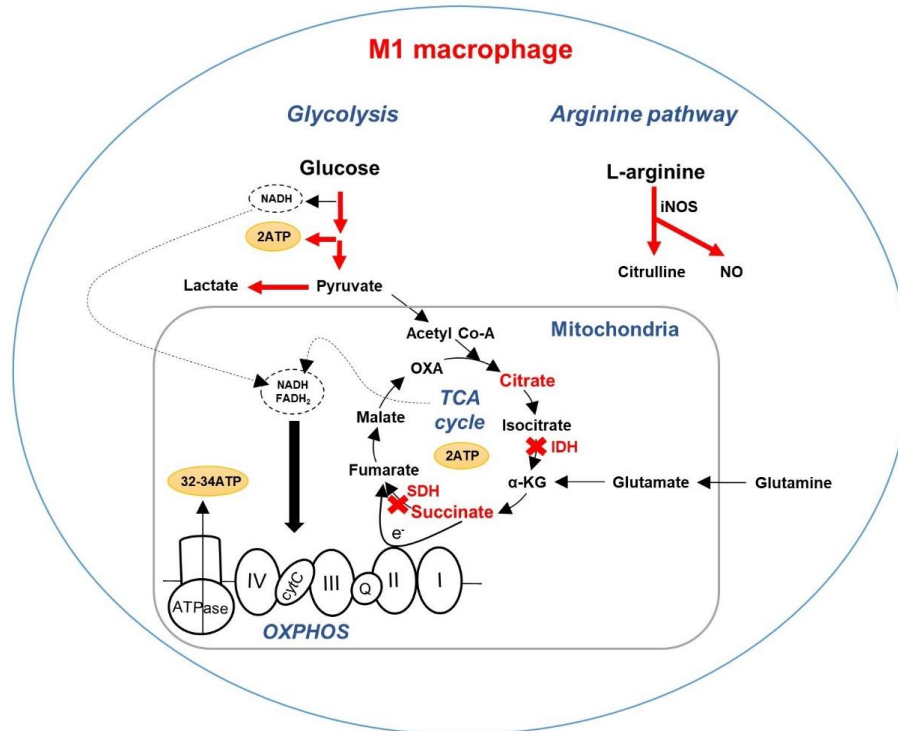 M1 macrophage
Glycolysis
Arginine pathway
Glucose
L-arginine
NADH
iNOS
2ATP
Citrulline
NO
Lactate
Pyruvate
Mitochondria
Acetyl Co-A
OXA
Citrate
NADH
FADH₂
TCA
cycle
Malate
Isocitrate
IDH
2ATP
Fumarate
32-34ATP
SDH
α-KG
Glutamate
Glutamine
Succinate
e⁻
IV
cytC
III
Q
II
I
ATPase
OXPHOS